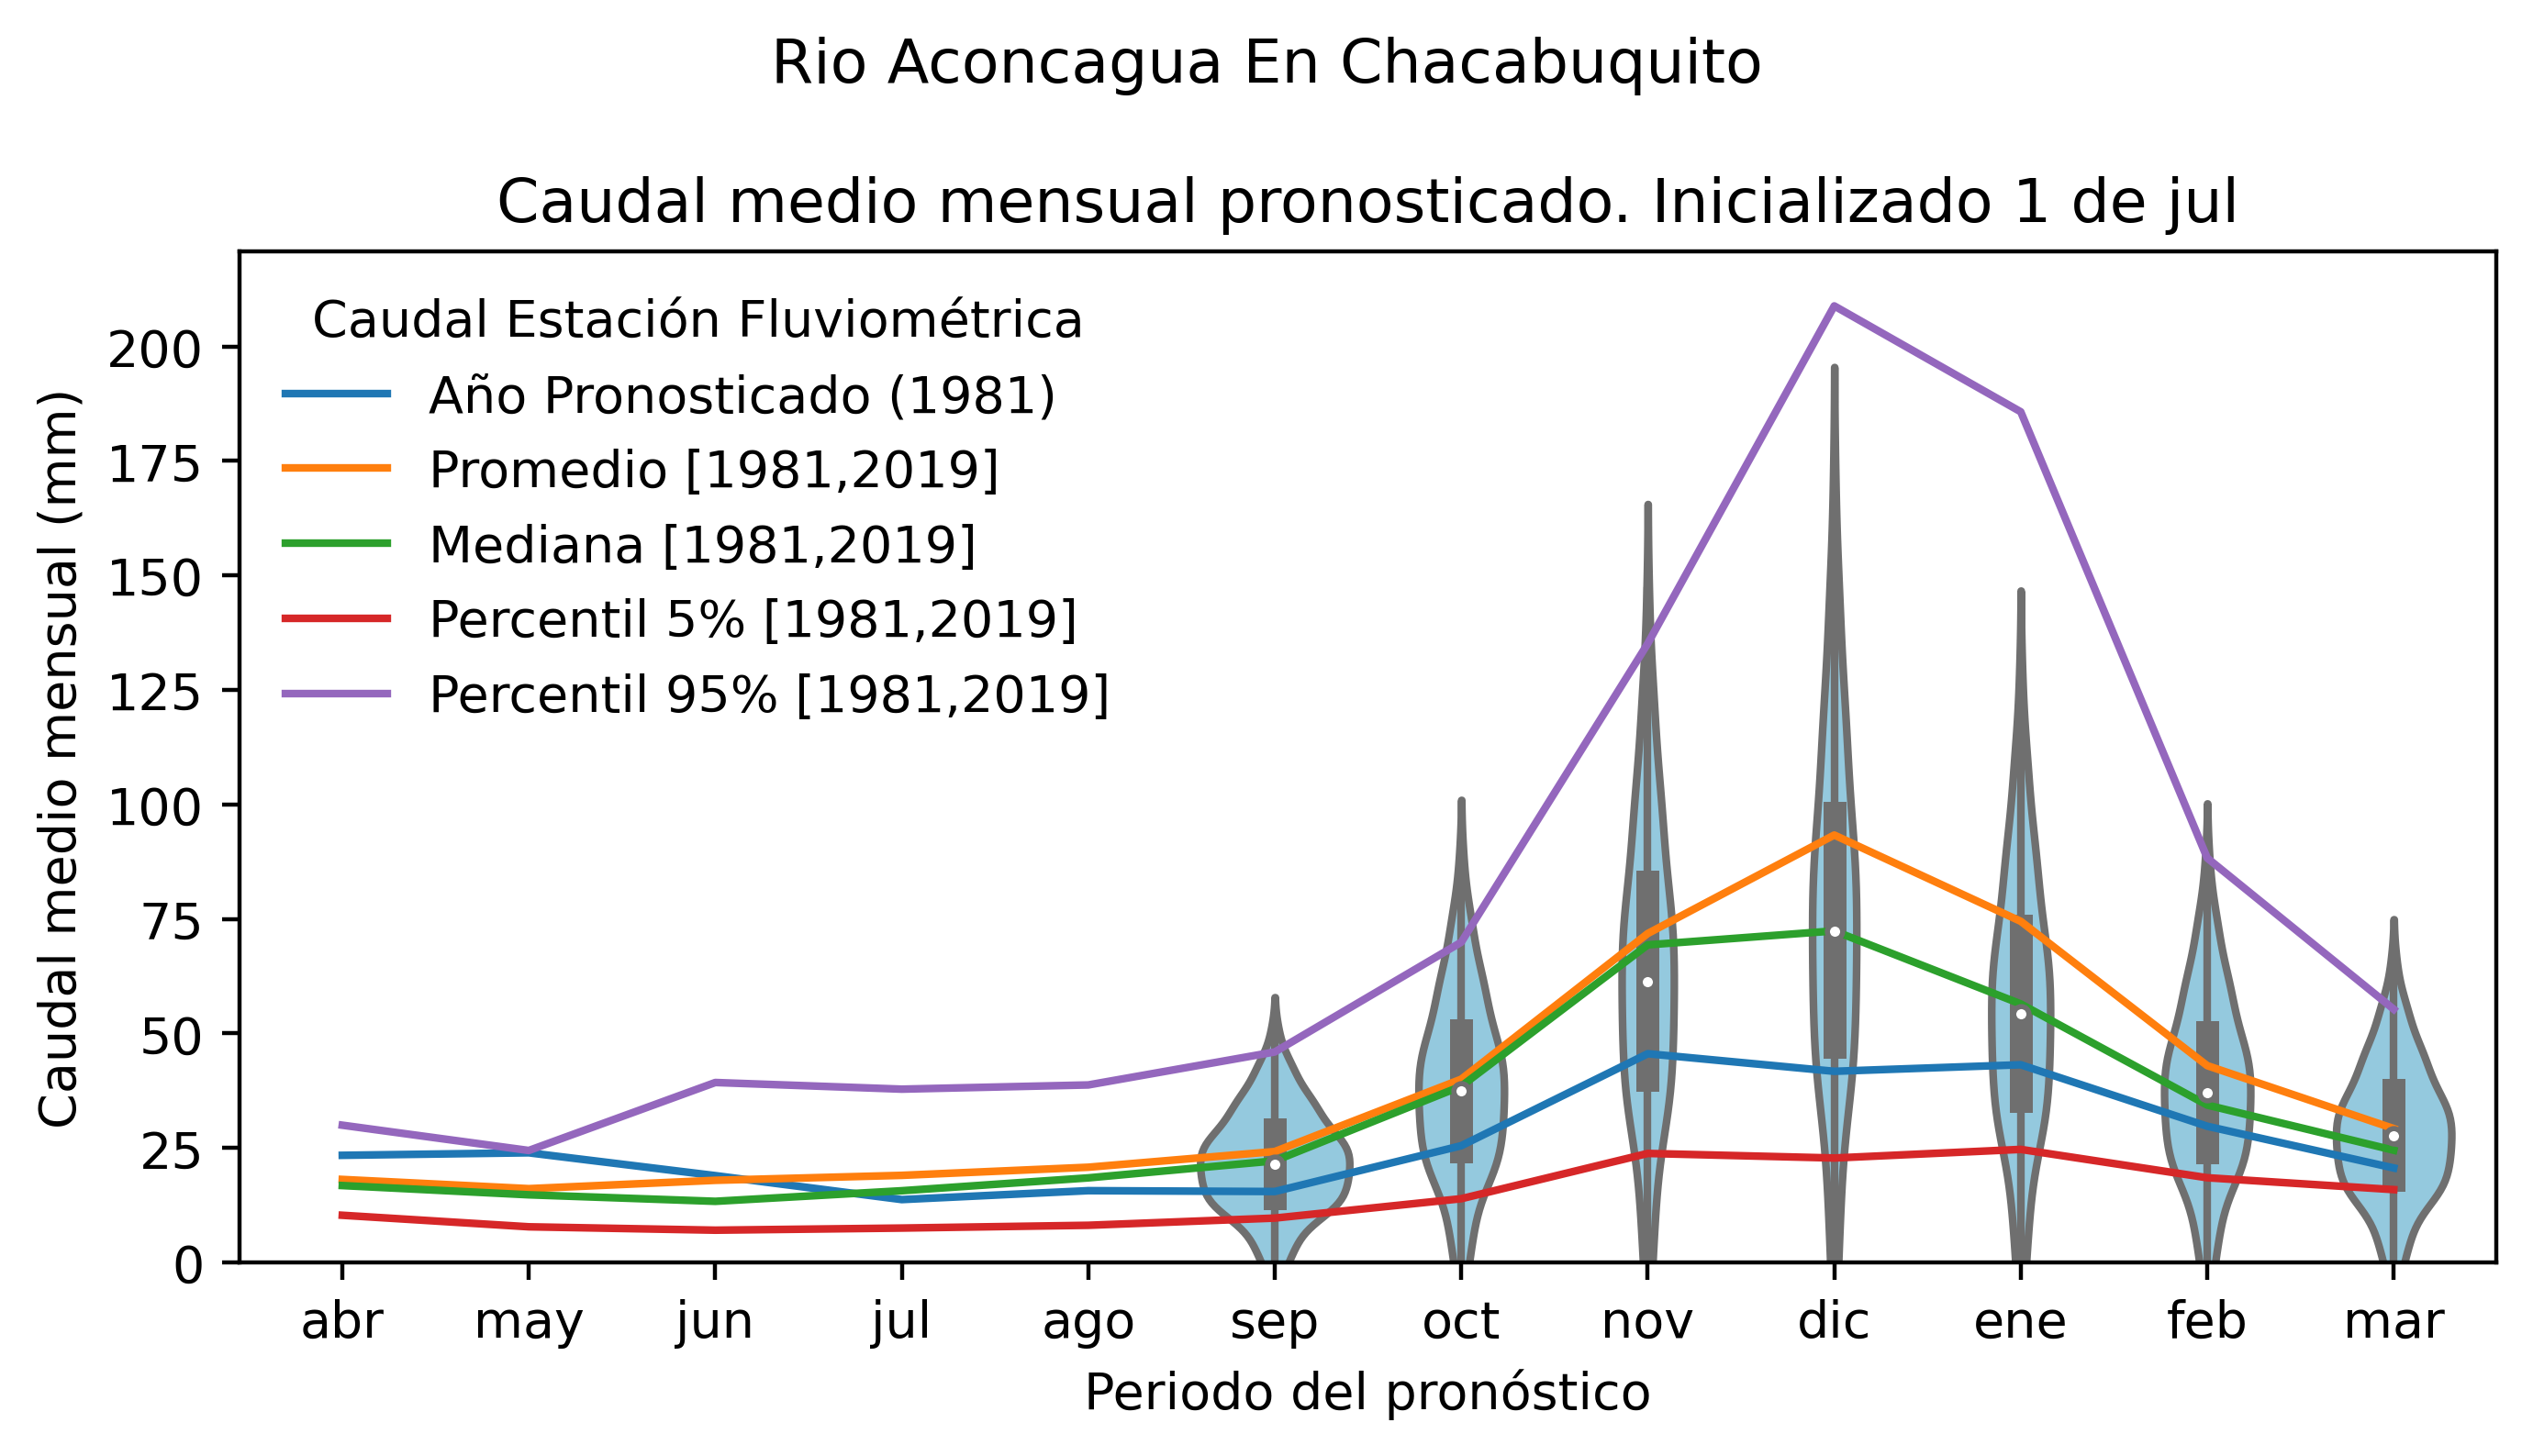 Rio Aconcagua En Chacabuquito
Caudal medio mensual pronosticado. Inicializado 1 de jul
Caudal Estación Fluviométrica
Año Pronosticado (1981)
Promedio [1981,2019]
Mediana [1981,2019]
Percentil 5% [1981,2019]
Percentil 95% [1981,2019]
Caudal medio mensual (mm)
200
175
150
125
100
75
50
25
0
abr may jun jul ago sep oct nov dic ene feb mar
Periodo del pronóstico